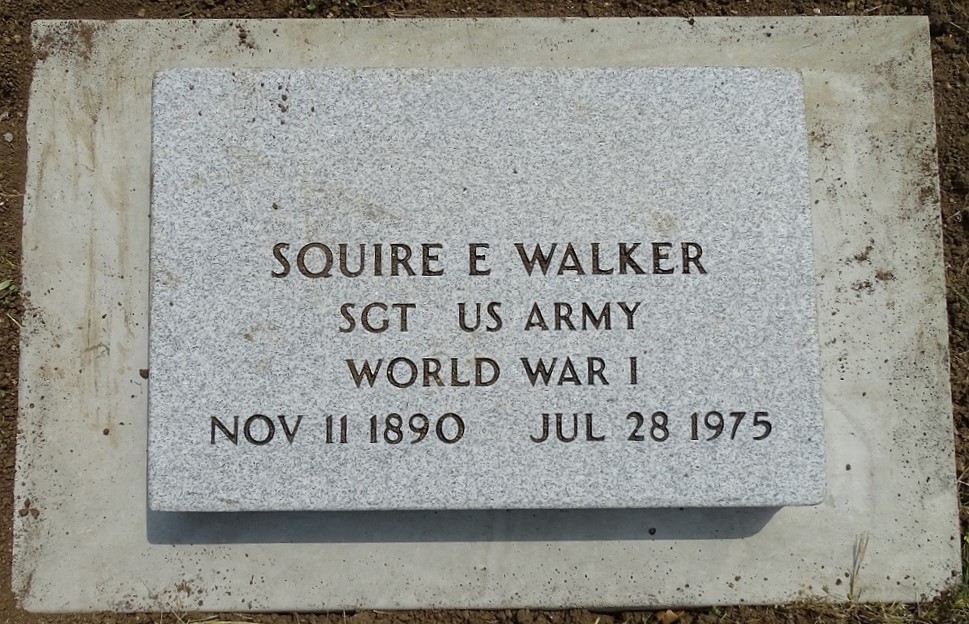 SQUIRE E WALKER
SGT US ARMY
WORLD WAR I
NOV 11 1890 JUL 28 1975